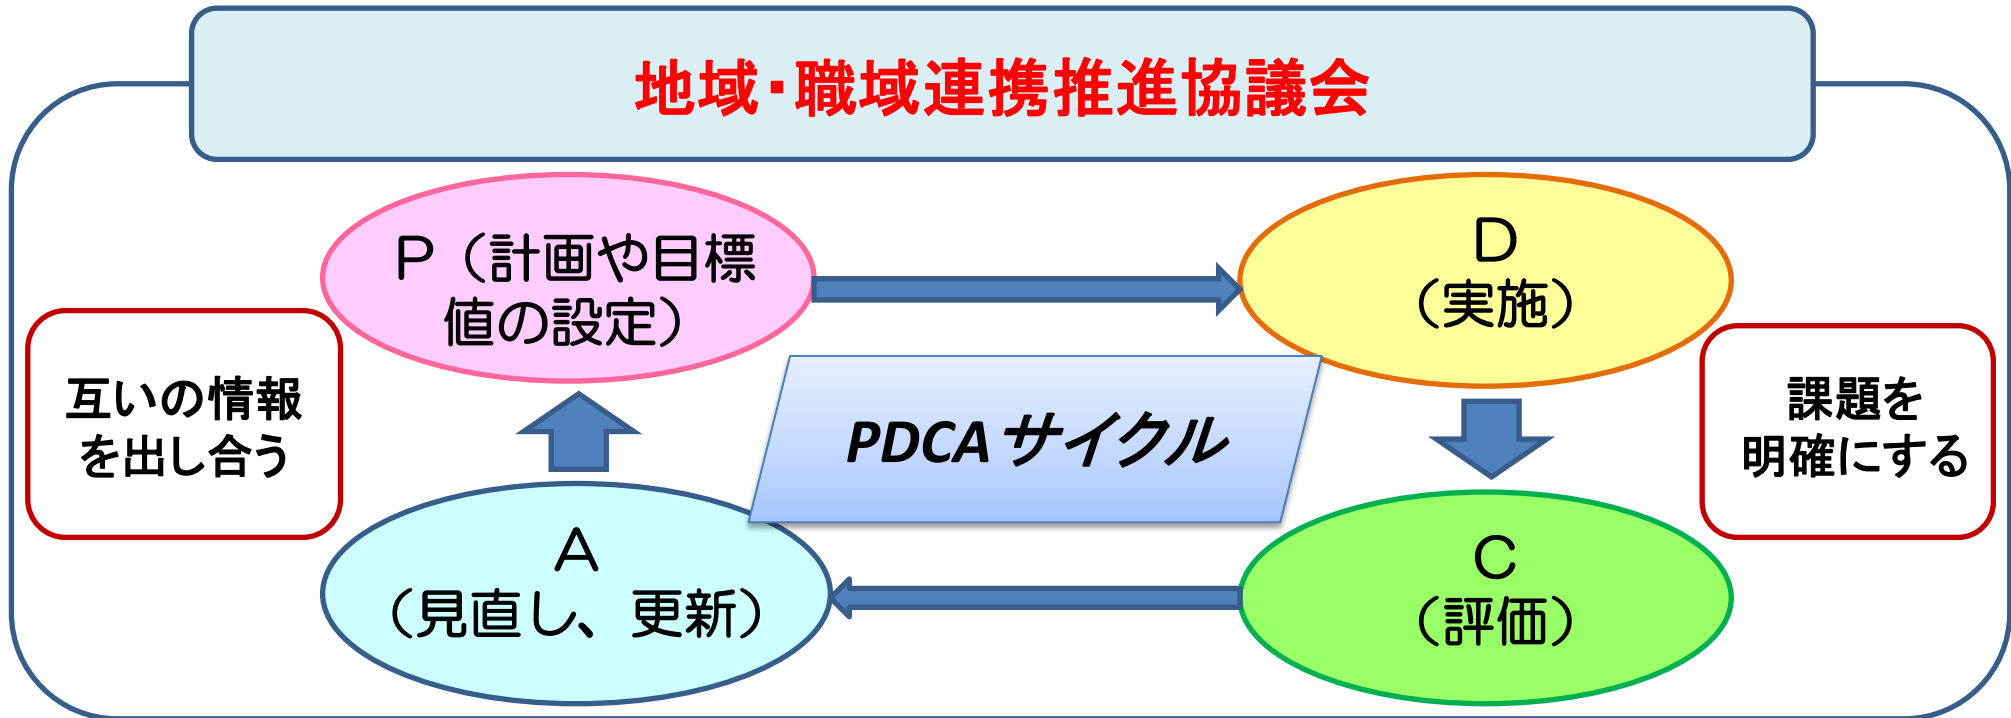 地域・職域連携推進協議会
P（計画や目標
値の設定）
D
（実施）
互いの情報
を出し合う
PDCAサイクル
課題を
明確にする
A
（見直し、更新）
C
（評価）